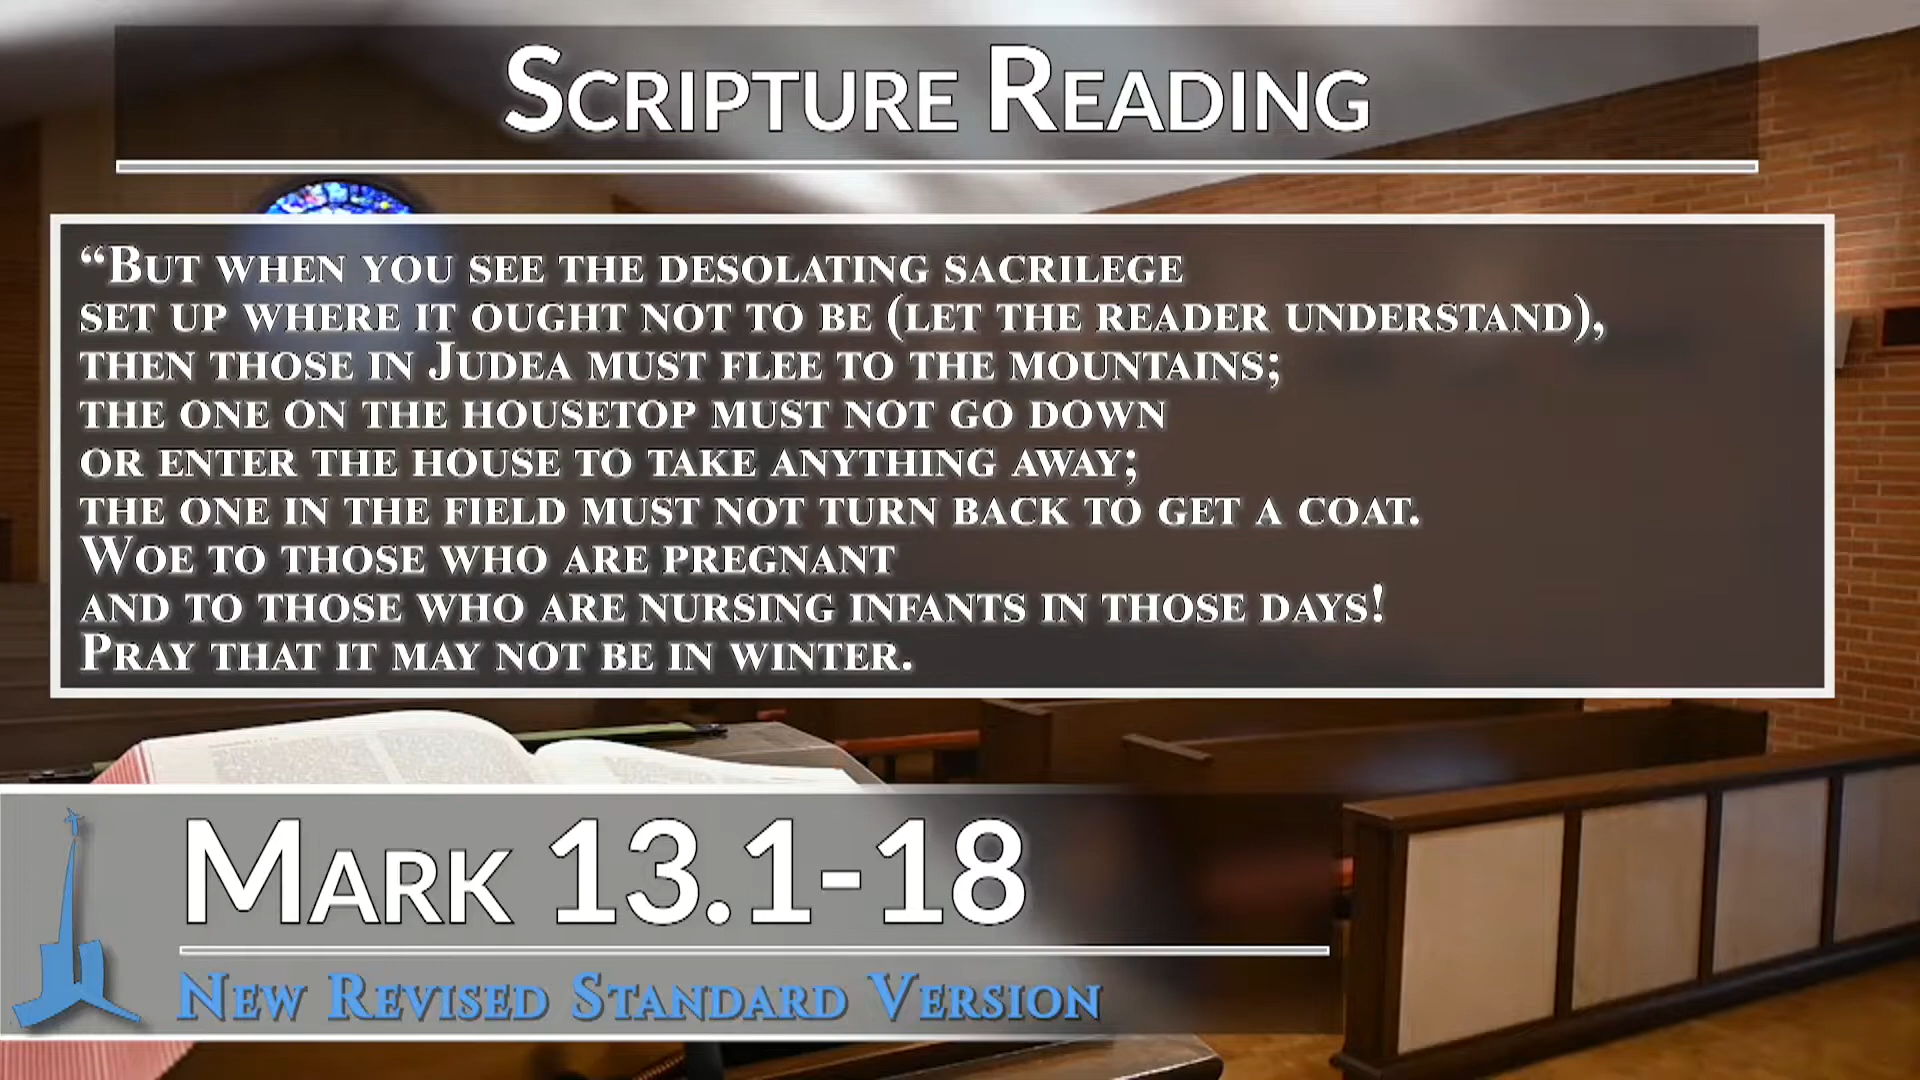 Scripture Reading
“But when you see the desolating sacrilege
set up where it ought not to be (let the reader understand),
then those in Judea must flee to the mountains;
the one on the housetop must not go down
or enter the house to take anything away;
the one in the field must not turn back to get a coat.
Woe to those who are pregnant
and to those who are nursing infants in those days!
Pray that it may not be in winter.
Mark 13.1-18
New Revised Standard Version